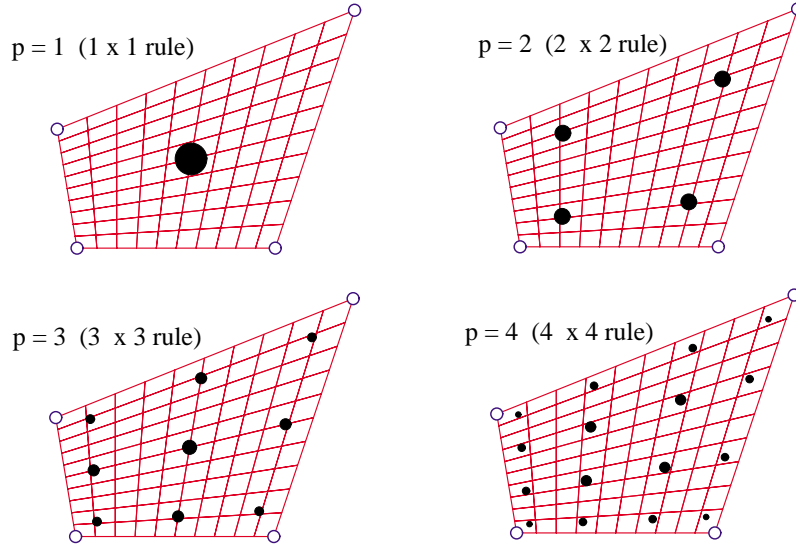 p = 1 (1 x 1 rule)
p = 2 (2 x 2 rule)
p = 3 (3 x 3 rule)
p = 4 (4 x 4 rule)